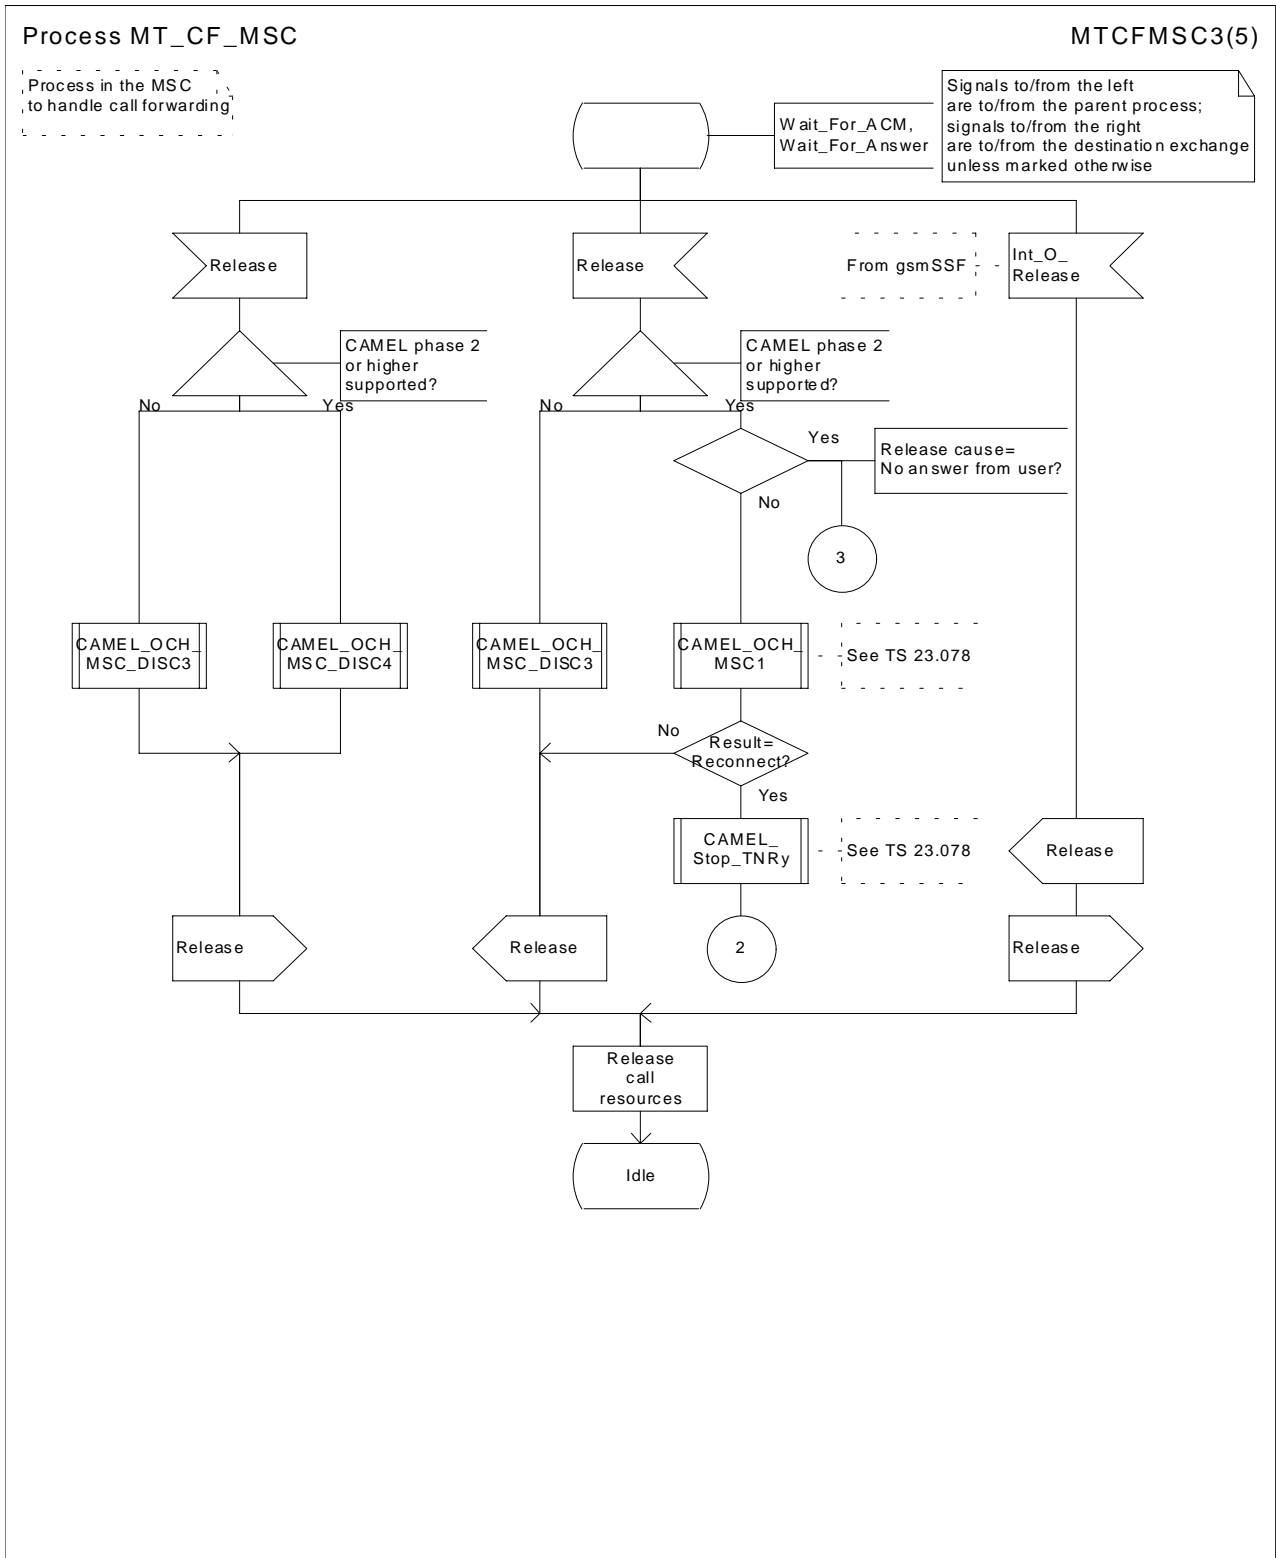 Process MT_CF_MSC
MTCFMSC3(5)
Process in the MSC
to handle call forwarding
Wait_For_ACM,
Wait_For_Answer
Signals to/from the left
are to/from the parent process;
signals to/from the right
are to/from the destination exchange
unless marked otherwise
Release
Release
From gsmSSF
Int_O_
Release
CAMEL phase 2
or higher
supported?
CAMEL phase 2
or higher
supported?
No
Yes
No
Yes
Yes
Release cause=
No answer from user?
No
3
CAMEL_OCH_
MSC_DISC3
CAMEL_OCH_
MSC_DISC4
CAMEL_OCH_
MSC_DISC3
CAMEL_OCH_
MSC1
See TS 23.078
No
Result=
Reconnect?
Yes
CAMEL_
Stop_TNRy
See TS 23.078
Release
Release
Release
2
Release
Release
call
resources
Idle